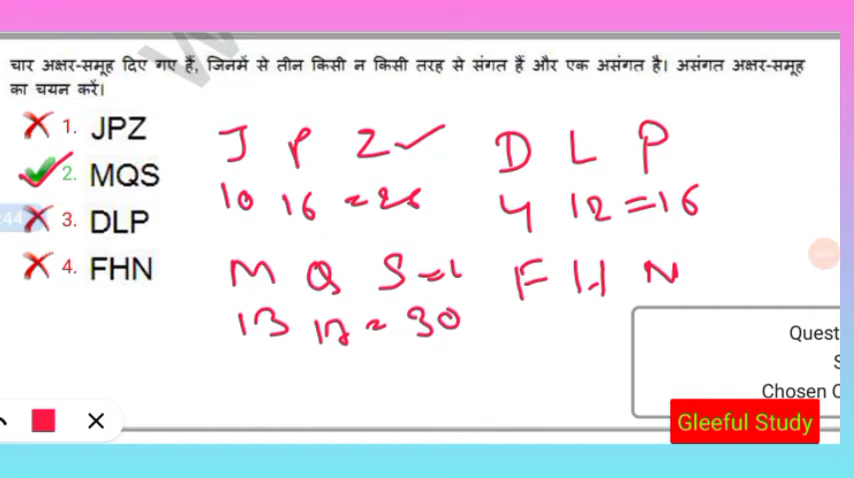 चार अक्षर-समूह दिए गए हैं, जिनमें से तीन किसी न किसी तरह से संगत हैं और एक असंगत है। असंगत अक्षर-समूह
का चयन करें।
1. JPZ
2. MQS
3. DLP
4. FHN
J P Z
10 16 = 26
D L P
4 12 = 16
M Q S =
13 17 = 30
F H N
44
Quest
S
Chosen O
Gleeful Study